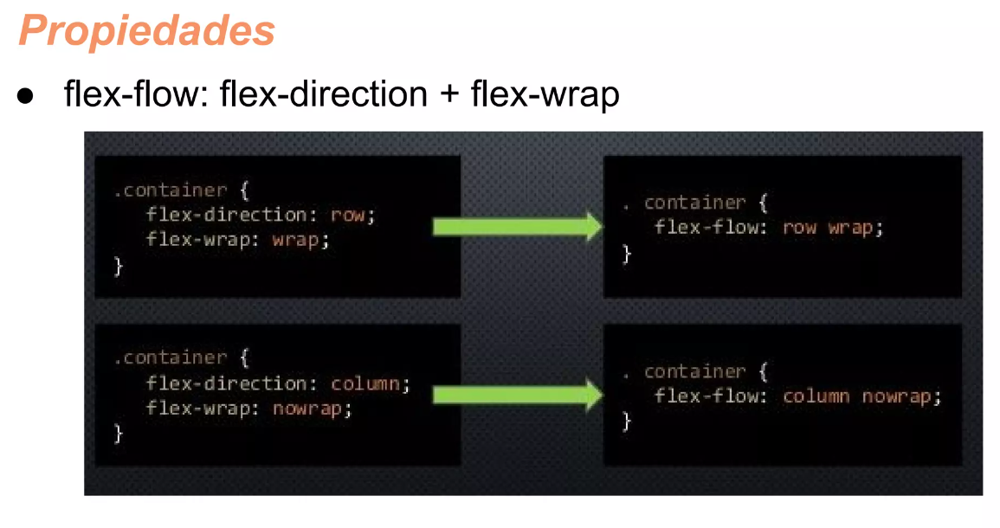 Propiedades
● flex-flow: flex-direction + flex-wrap
.container {
flex-direction: row;
flex-wrap: wrap;
}
. container {
flex-flow: row wrap;
}
.container {
flex-direction: column;
flex-wrap: nowrap;
}
. container {
flex-flow: column nowrap;
}